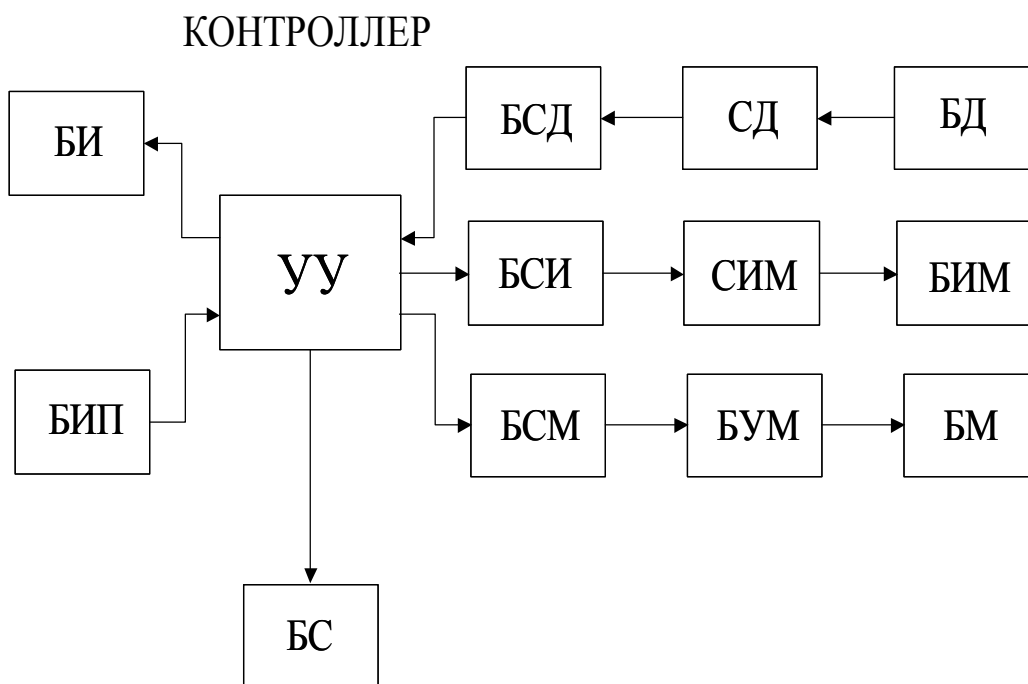 КОНТРОЛЛЕР
БИ
БСД
СД
БД
УУ
БСИ
СИМ
БИМ
БИП
БСМ
БУМ
БМ
БС